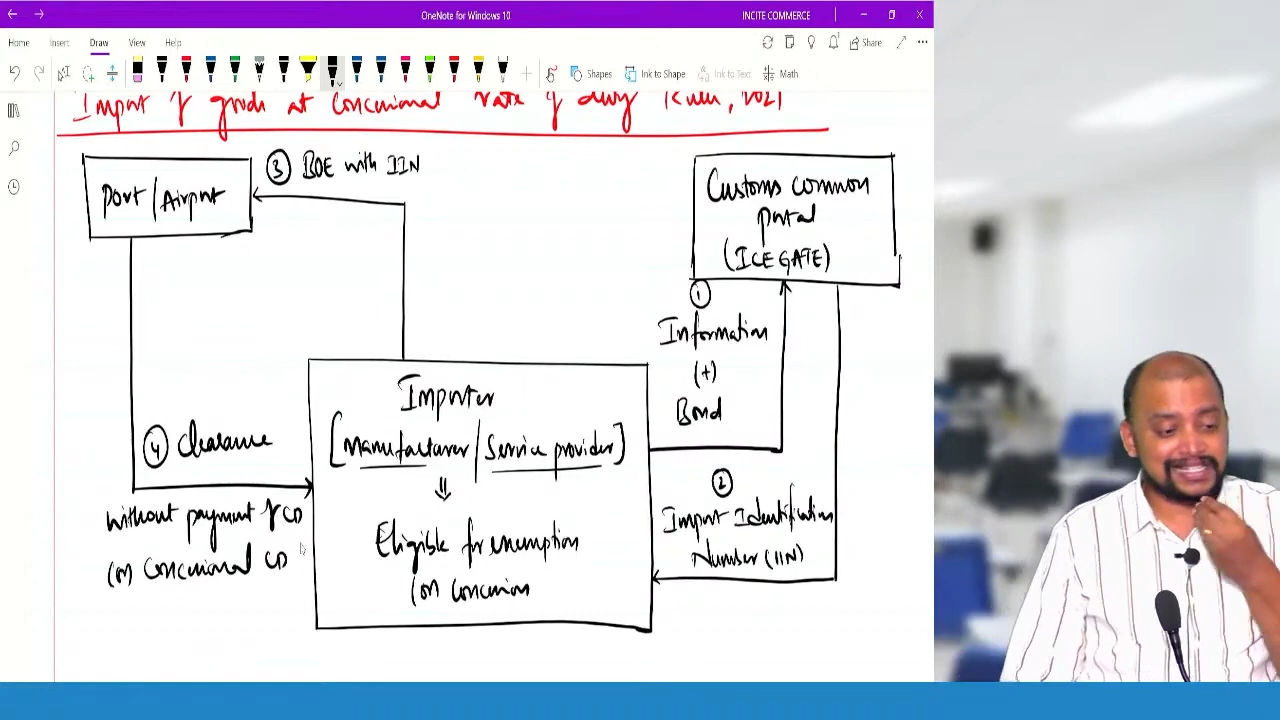 OneNote for Windows 10
INCITE COMMERCE
Home Insert Draw View Help
Share
Shapes
Ink to Shape
Ink to Text
Math
Import of goods at Concessional rate of duty Rules, 2021
Port/Airport
③ BOE with IIN
Customs common
portal
(ICEGATE)
①
Information
(+)
Bond
Importer
[Manufacturer/Service provider]
⇓
Eligible for exemption
(or Concession
④ Clearance
without payment of CD
(or Concessional CD
②
Import Identification
Number (IIN)